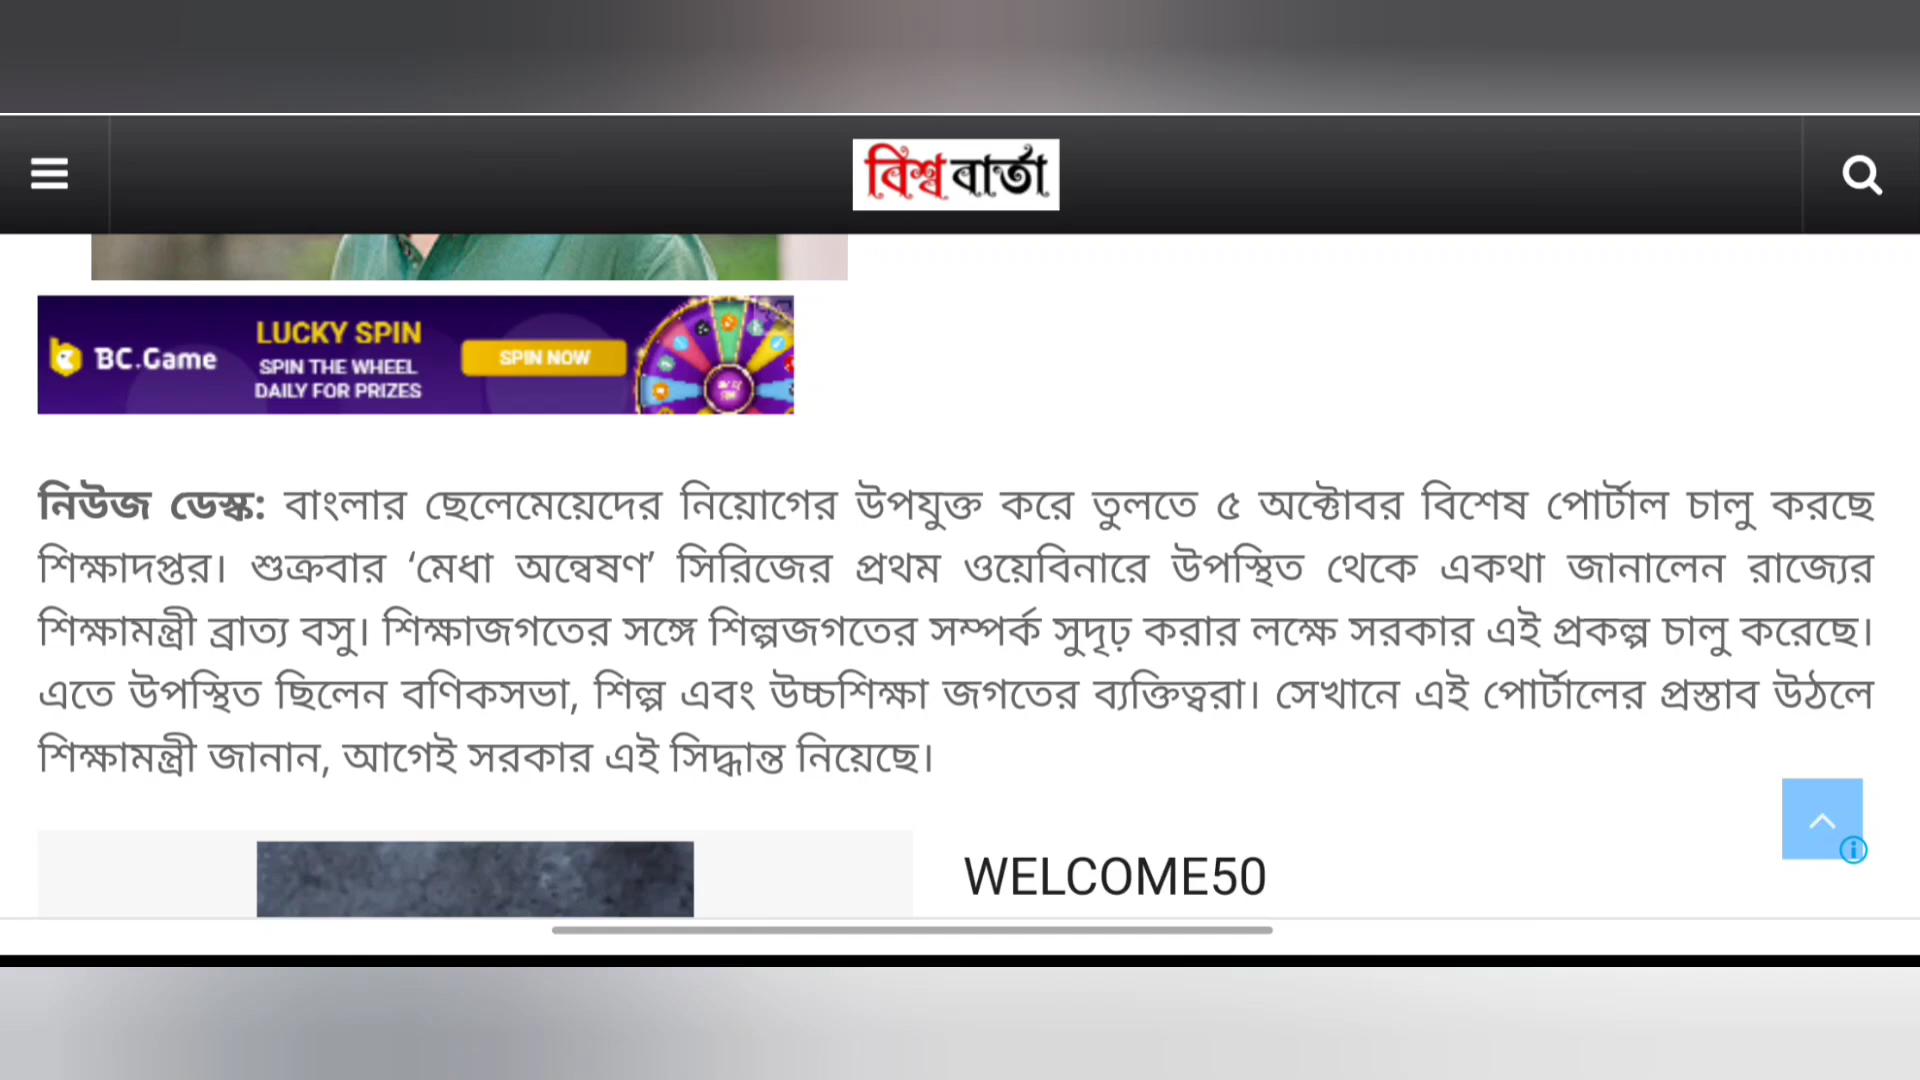 বিশ্ব বার্তা
BC.Game
LUCKY SPIN
SPIN THE WHEEL
DAILY FOR PRIZES
SPIN NOW
নিউজ ডেস্ক: বাংলার ছেলেমেয়েদের নিয়োগের উপযুক্ত করে তুলতে ৫ অক্টোবর বিশেষ পোর্টাল চালু করছে
শিক্ষাদপ্তর। শুক্রবার ‘মেধা অন্বেষণ’ সিরিজের প্রথম ওয়েবিনারে উপস্থিত থেকে একথা জানালেন রাজ্যের
শিক্ষামন্ত্রী ব্রাত্য বসু। শিক্ষাজগতের সঙ্গে শিল্পজগতের সম্পর্ক সুদৃঢ় করার লক্ষে সরকার এই প্রকল্প চালু করেছে।
এতে উপস্থিত ছিলেন বণিকসভা, শিল্প এবং উচ্চশিক্ষা জগতের ব্যক্তিত্বরা। সেখানে এই পোর্টালের প্রস্তাব উঠলে
শিক্ষামন্ত্রী জানান, আগেই সরকার এই সিদ্ধান্ত নিয়েছে।
WELCOME50